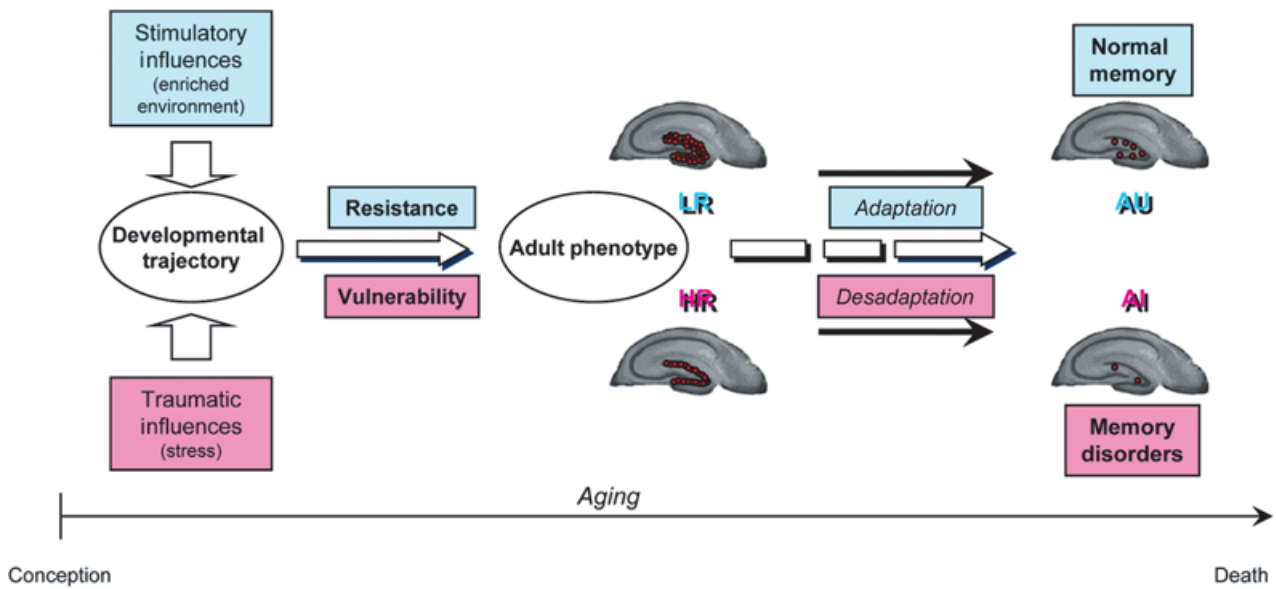 Stimulatory
influences
(enriched
environment)
Developmental
trajectory
Traumatic
influences
(stress)
Resistance
Vulnerability
Adult phenotype
LR
HR
Adaptation
Desadaptation
Normal
memory
AU
AI
Memory
disorders
Aging
Conception
Death